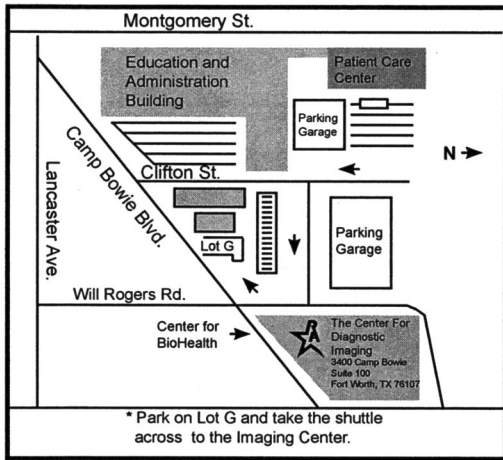 Montgomery St.
Education and
Administration
Building
Patient Care
Center
Parking
Garage
N
Clifton St.
Camp Bowie Blvd.
Lancaster Ave.
Lot G
Parking
Garage
Will Rogers Rd.
Center for
BioHealth
RA
The Center For
Diagnostic
Imaging
3400 Camp Bowie
Suite 100
Fort Worth, TX 76107
* Park on Lot G and take the shuttle
across to the Imaging Center.